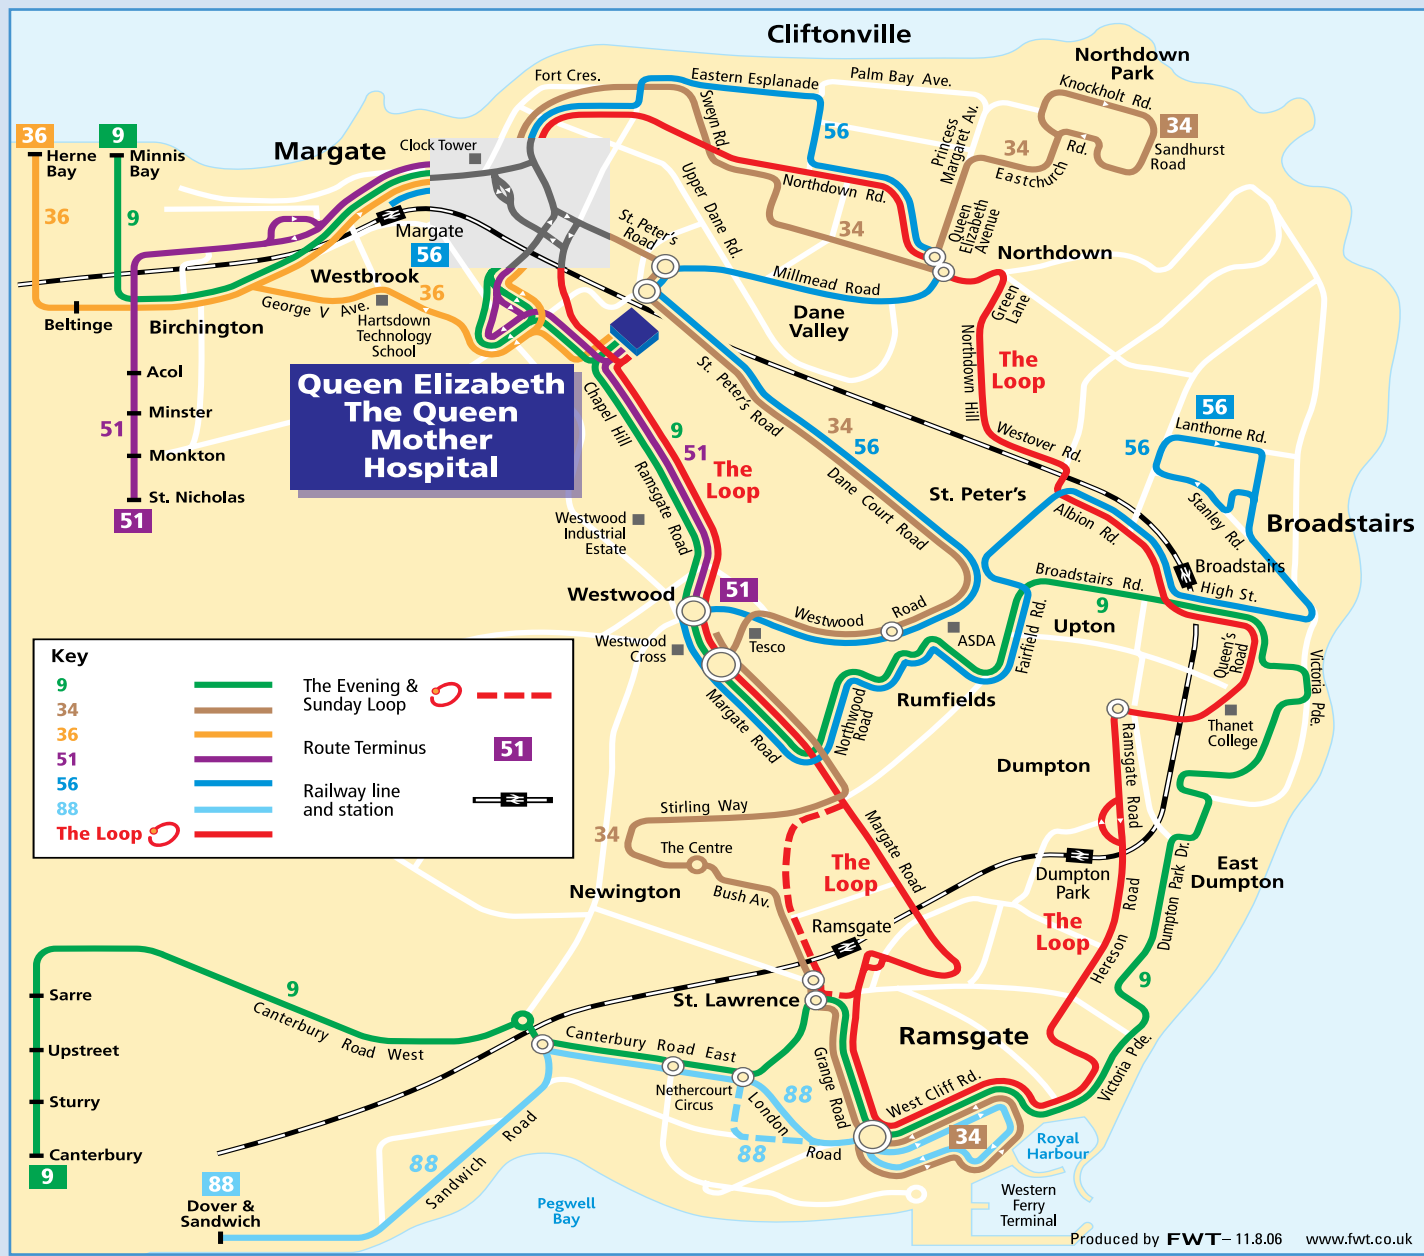 Cliftonville
Northdown
Park
Fort Cres.
Eastern Esplanade
Palm Bay Ave.
Knockholt Rd.
Sweyn Rd.
56
Princess
Margaret Av.
34
34
Rd.
Sandhurst
Road
Eastchurch
36
Herne
Bay
9
Minnis
Bay
Margate
Clock Tower
36
9
Margate
56
St. Peter's
Road
Upper Dane Rd.
Northdown Rd.
34
Queen
Elizabeth
Avenue
Northdown
Westbrook
36
George V Ave.
Hartsdown
Technology
School
Beltinge
Birchington
Millmead Road
Dane
Valley
Green
Lane
Northdown Hill
The
Loop
Acol
Minster
51
Monkton
St. Nicholas
51
Queen Elizabeth
The Queen
Mother
Hospital
Chapel Hill
Ramsgate Road
9
51
The
Loop
St. Peter's Road
34
56
Dane Court Road
Westover Rd.
St. Peter's
Albion Rd.
56
Lanthorne Rd.
56
Stanley Rd.
Broadstairs
Broadstairs
High St.
Westwood
Industrial
Estate
Westwood
51
Westwood
Cross
Tesco
Westwood Road
ASDA
Broadstairs Rd.
9
Upton
Fairfield Rd.
Rumfields
Northwood
Road
Margate Road
Queen's
Road
Victoria Pde.
Thanet
College
Key
9
34
36
51
56
88
The Loop
The Evening &
Sunday Loop
Route Terminus
51
Railway line
and station
Dumpton
Ramsgate Road
Stirling Way
34
The Centre
Newington
Bush Av.
The
Loop
Margate Road
Ramsgate
Dumpton
Park
East
Dumpton
Dumpton Park Dr.
The
Loop
Hereson Road
9
St. Lawrence
Ramsgate
Victoria Pde.
Sarre
Upstreet
Sturry
Canterbury
9
9
Canterbury Road West
Canterbury Road East
Nethercourt
Circus
88
London Road
88
Grange Road
West Cliff Rd.
34
Royal
Harbour
88
Sandwich Road
88
Dover &
Sandwich
Pegwell
Bay
Western
Ferry
Terminal
Produced by FWT – 11.8.06 www.fwt.co.uk